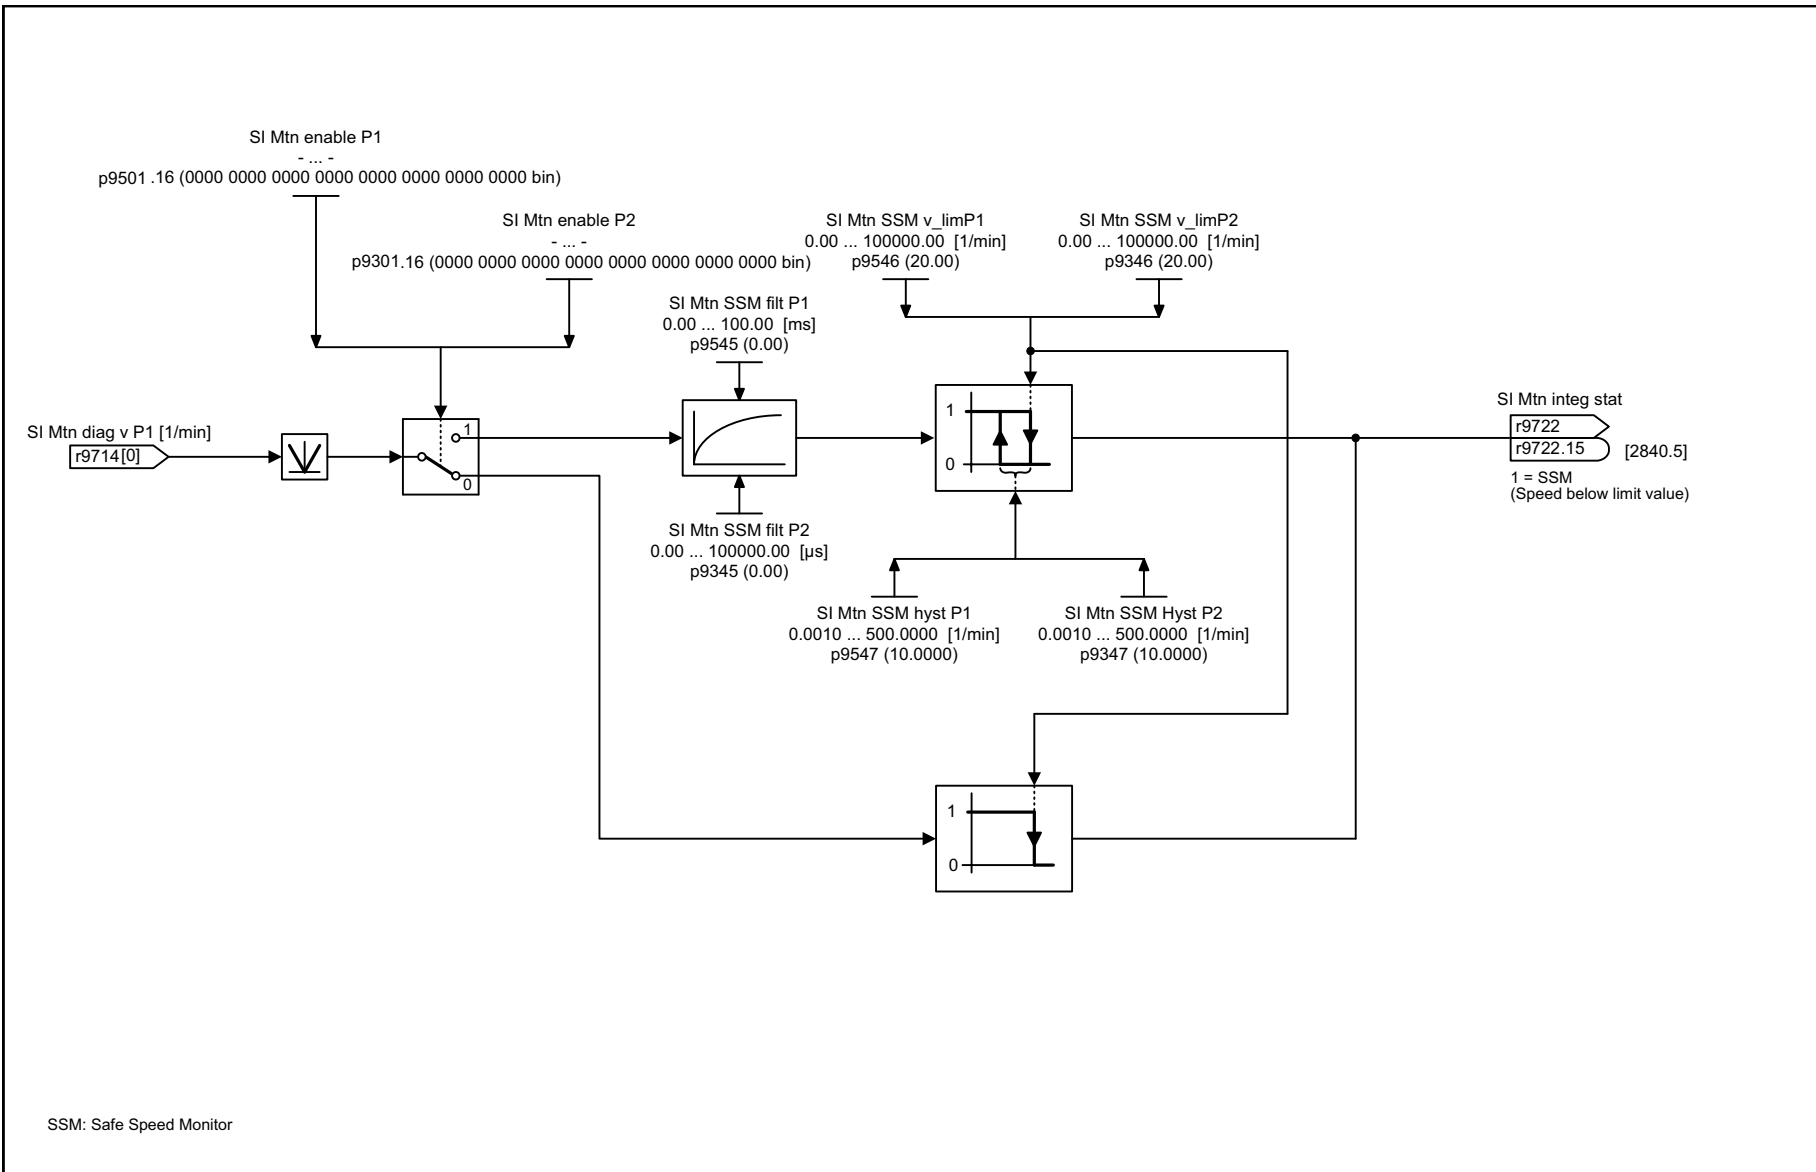 SI Mtn enable P1
- ... -
p9501 .16 (0000 0000 0000 0000 0000 0000 0000 0000 bin)
SI Mtn enable P2
- ... -
p9301.16 (0000 0000 0000 0000 0000 0000 0000 0000 bin)
SI Mtn SSM v_limP1
0.00 ... 100000.00 [1/min]
p9546 (20.00)
SI Mtn SSM v_limP2
0.00 ... 100000.00 [1/min]
p9346 (20.00)
SI Mtn SSM filt P1
0.00 ... 100.00 [ms]
p9545 (0.00)
SI Mtn diag v P1 [1/min]
r9714[0]
1
0
1
0
SI Mtn integ stat
r9722
r9722.15
[2840.5]
1 = SSM
(Speed below limit value)
SI Mtn SSM filt P2
0.00 ... 100000.00 [µs]
p9345 (0.00)
SI Mtn SSM hyst P1
0.0010 ... 500.0000 [1/min]
p9547 (10.0000)
SI Mtn SSM Hyst P2
0.0010 ... 500.0000 [1/min]
p9347 (10.0000)
1
0
SSM: Safe Speed Monitor